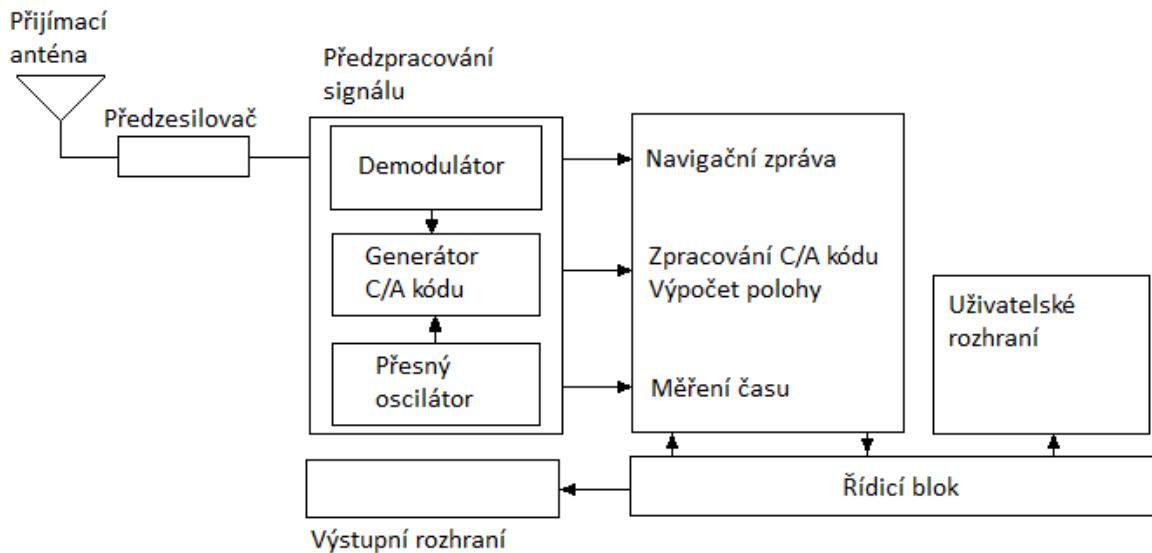 Přijímací
anténa
Předzesilovač
Předzpracování
signálu
Demodulátor
Generátor
C/A kódu
Přesný
oscilátor
Navigační zpráva
Zpracování C/A kódu
Výpočet polohy
Měření času
Uživatelské
rozhraní
Řídicí blok
Výstupní rozhraní